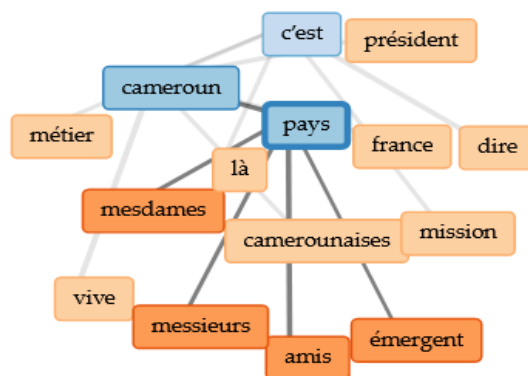 c'est
président
cameroun
pays
métier
france
dire
là
mesdames
camerounaises
mission
vive
messieurs
émergent
amis